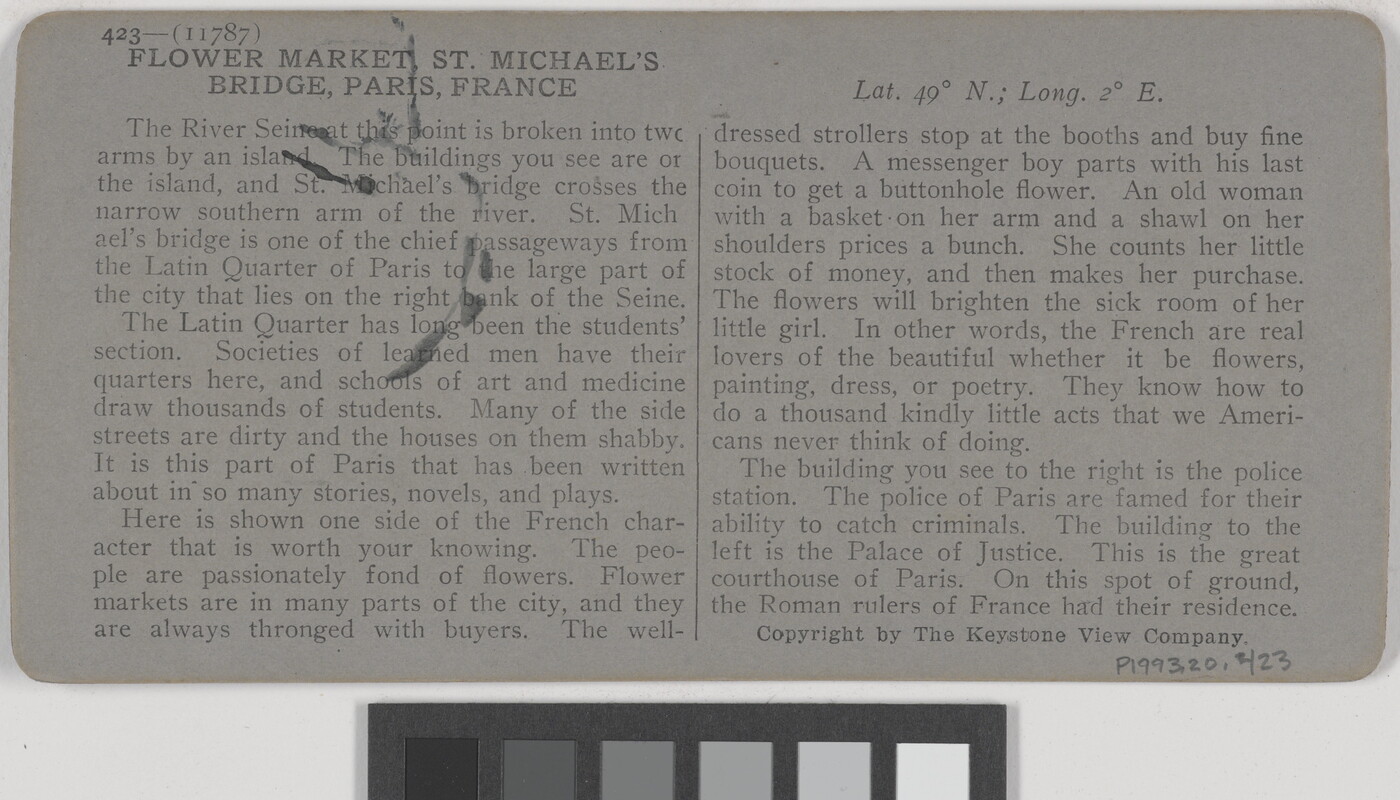 423—(11787)
FLOWER MARKET, ST. MICHAEL'S
BRIDGE, PARIS, FRANCE
The River Seine at this point is broken into two
arms by an island. The buildings you see are or
the island, and St. Michael's bridge crosses the
narrow southern arm of the river. St. Mich
ael's bridge is one of the chief passageways from
the Latin Quarter of Paris to the large part of
the city that lies on the right bank of the Seine.
The Latin Quarter has long been the students'
section. Societies of learned men have their
quarters here, and schools of art and medicine
draw thousands of students. Many of the side
streets are dirty and the houses on them shabby.
It is this part of Paris that has been written
about in so many stories, novels, and plays.
Here is shown one side of the French char-
acter that is worth your knowing. The peo-
ple are passionately fond of flowers. Flower
markets are in many parts of the city, and they
are always thronged with buyers. The well-
Lat. 49° N.; Long. 2° E.
dressed strollers stop at the booths and buy fine
bouquets. A messenger boy parts with his last
coin to get a buttonhole flower. An old woman
with a basket on her arm and a shawl on her
shoulders prices a bunch. She counts her little
stock of money, and then makes her purchase.
The flowers will brighten the sick room of her
little girl. In other words, the French are real
lovers of the beautiful whether it be flowers,
painting, dress, or poetry. They know how to
do a thousand kindly little acts that we Ameri-
cans never think of doing.
The building you see to the right is the police
station. The police of Paris are famed for their
ability to catch criminals. The building to the
left is the Palace of Justice. This is the great
courthouse of Paris. On this spot of ground,
the Roman rulers of France had their residence.
Copyright by The Keystone View Company.